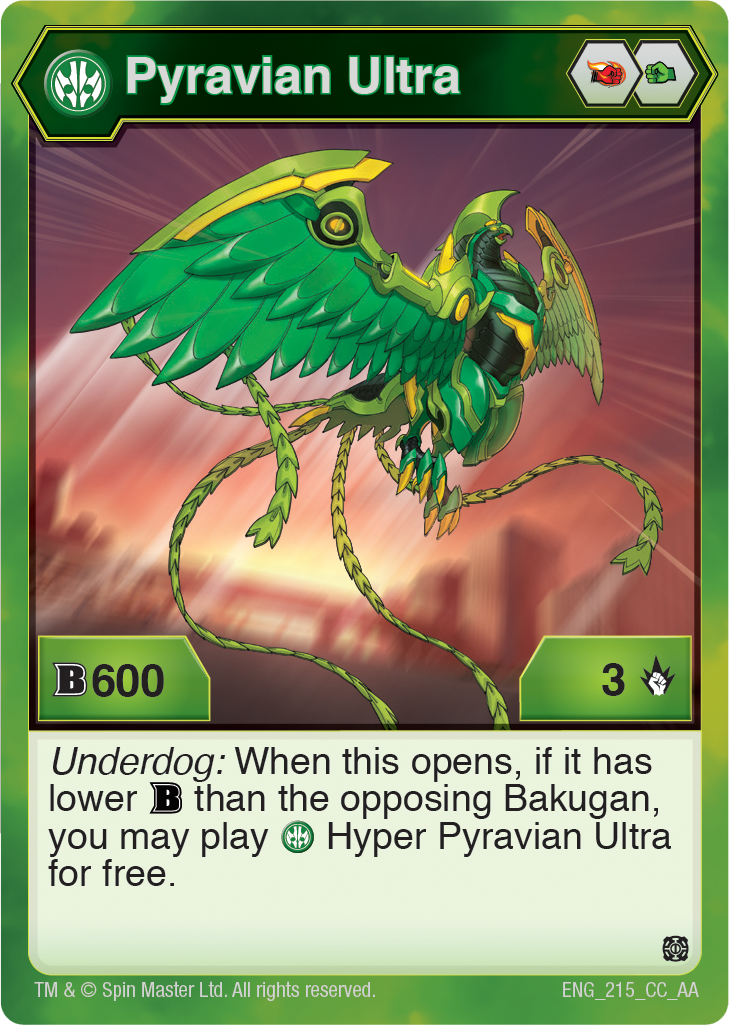 Pyravian Ultra
B 600
3
Underdog: When this opens, if it has
lower B than the opposing Bakugan,
you may play Hyper Pyravian Ultra
for free.
TM & © Spin Master Ltd. All rights reserved.
ENG_215_CC_AA